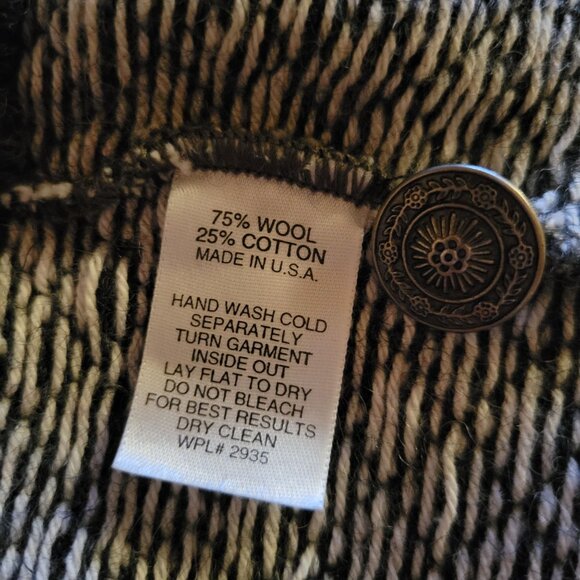 75% WOOL
25% COTTON
MADE IN U.S.A.
HAND WASH COLD
SEPARATELY
TURN GARMENT
INSIDE OUT
LAY FLAT TO DRY
DO NOT BLEACH
FOR BEST RESULTS
DRY CLEAN
WPL# 2935